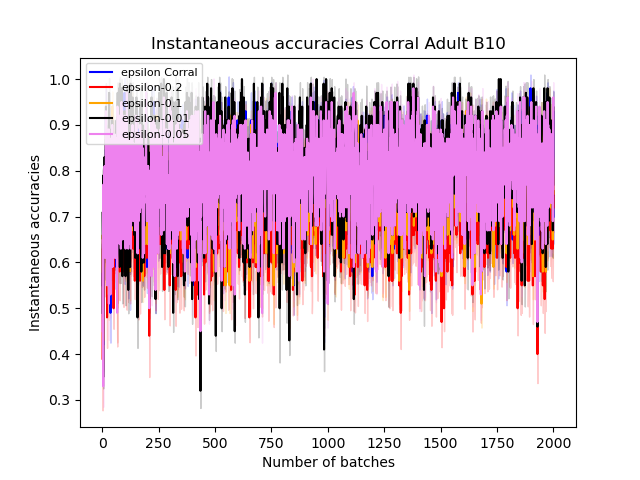 Instantaneous accuracies Corral Adult B10
epsilon Corral
epsilon-0.2
epsilon-0.1
epsilon-0.01
epsilon-0.05
1.0
0.9
0.8
0.7
0.6
0.5
0.4
0.3
Instantaneous accuracies
0 250 500 750 1000 1250 1500 1750 2000
Number of batches